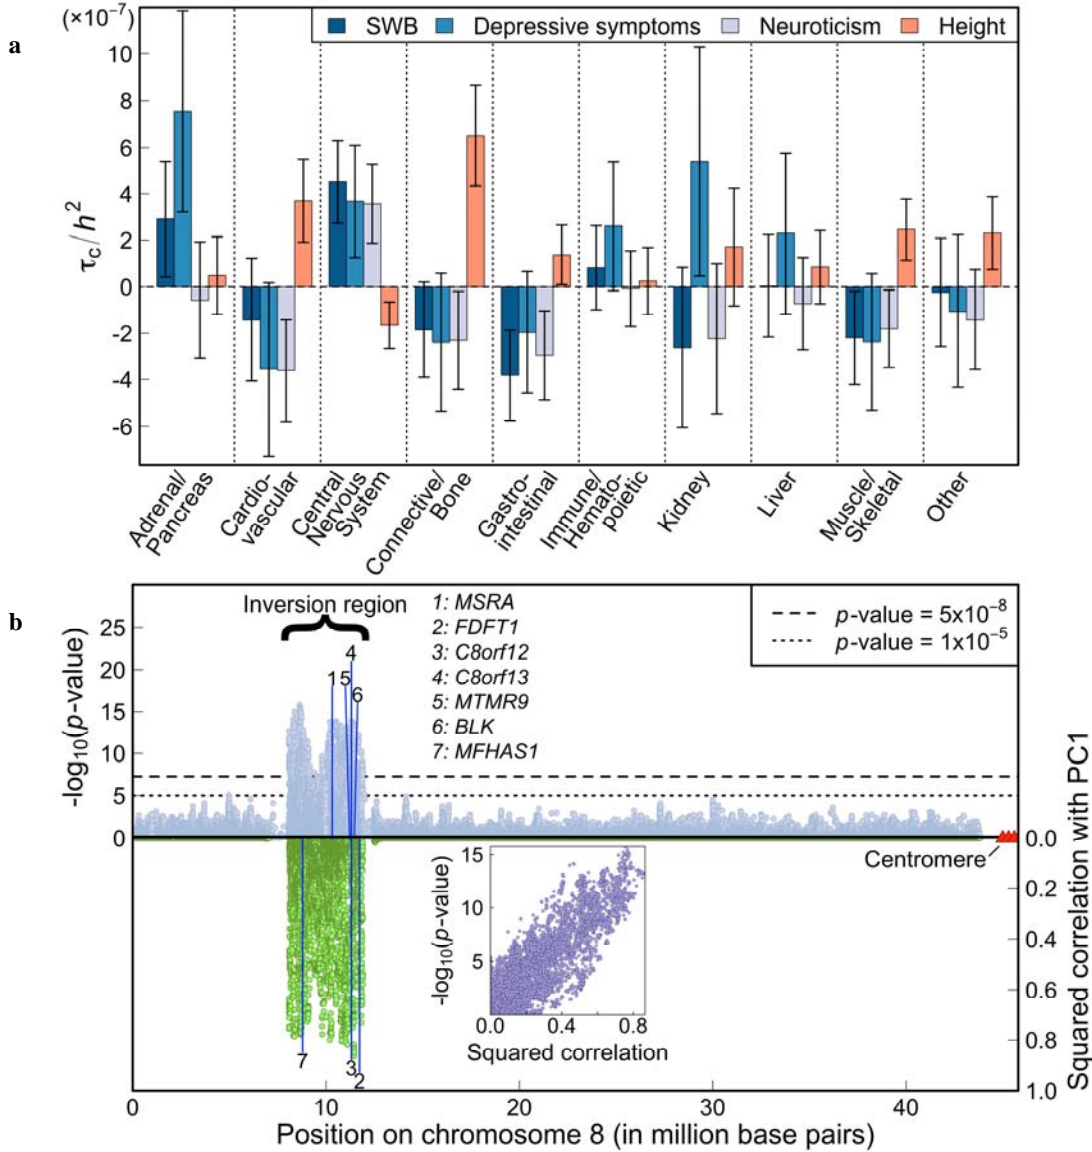 a
(×10⁻⁷)
SWB Depressive symptoms Neuroticism Height
10
8
6
4
2
0
-2
-4
-6
τc/h²
Adrenal/
Pancreas
Cardio-
vascular
Central
Nervous
System
Connective/
Bone
Gastro-
intestinal
Immune/
Hemato-
poietic
Kidney
Liver
Muscle/
Skeletal
Other
b
Inversion region
1: MSRA
2: FDFT1
3: C8orf12
4: C8orf13
5: MTMR9
6: BLK
7: MFHAS1
p-value = 5x10⁻⁸
p-value = 1x10⁻⁵
-log₁₀(p-value)
25
20
15
10
5
0
4
1 5
6
7
3
2
Centromere
0.0
0.2
0.4
0.6
0.8
1.0
Squared correlation with PC1
-log₁₀(p-value)
15
10
5
0.0 0.4 0.8
Squared correlation
0 10 20 30 40
Position on chromosome 8 (in million base pairs)